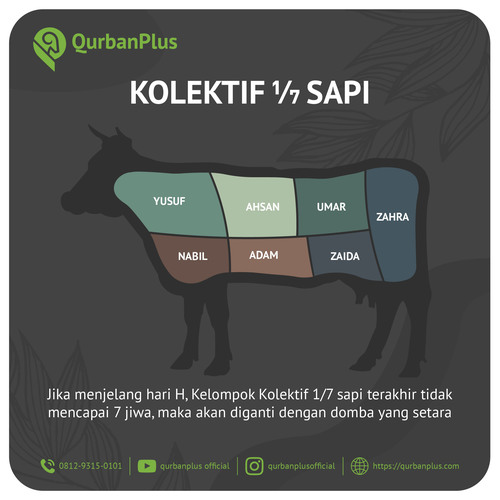 QurbanPlus
KOLEKTIF 1/7 SAPI
YUSUF
AHSAN
UMAR
ZAHRA
NABIL
ADAM
ZAIDA
Jika menjelang hari H, Kelompok Kolektif 1/7 sapi terakhir tidak
mencapai 7 jiwa, maka akan diganti dengan domba yang setara
0812-9315-0101
qurbanplus official
qurbanplusofficial
https://qurbanplus.com